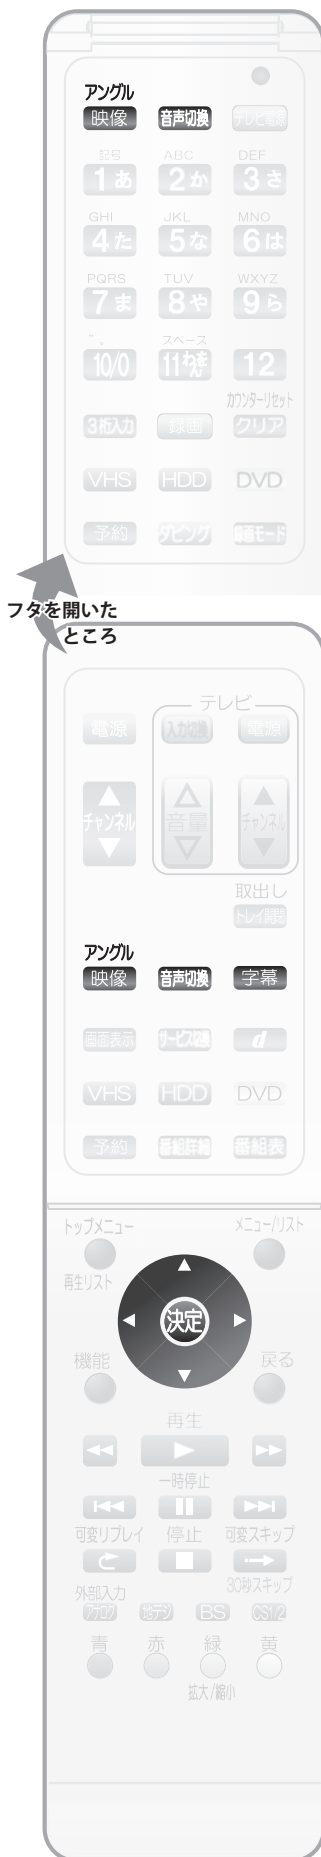 アングル
映像 音声切換 テレビ電源
記号 ABC DEF
1あ 2か 3さ
GHI JKL MNO
4た 5な 6は
PQRS TUV WXYZ
7ま 8や 9ら
゛。 スペース
10/0 11わをん 12
カウンターリセット
3桁入力 録画 クリア
VHS HDD DVD
予約 ダビング 録画モード
フタを開いた
ところ
テレビ
電源 入力切換 電源
チャンネル 音量 チャンネル
取出し
トレイ開閉
アングル
映像 音声切換 字幕
画面表示 サービス切換 d
VHS HDD DVD
予約 番組詳細 番組表
トップメニュー メニュー/リスト
再生リスト
決定
機能 戻る
再生
一時停止
可変リプレイ 停止 可変スキップ
30秒スキップ
外部入力
アナログ 地デジ BS CS1/2
青 赤 緑 黄
拡大/縮小